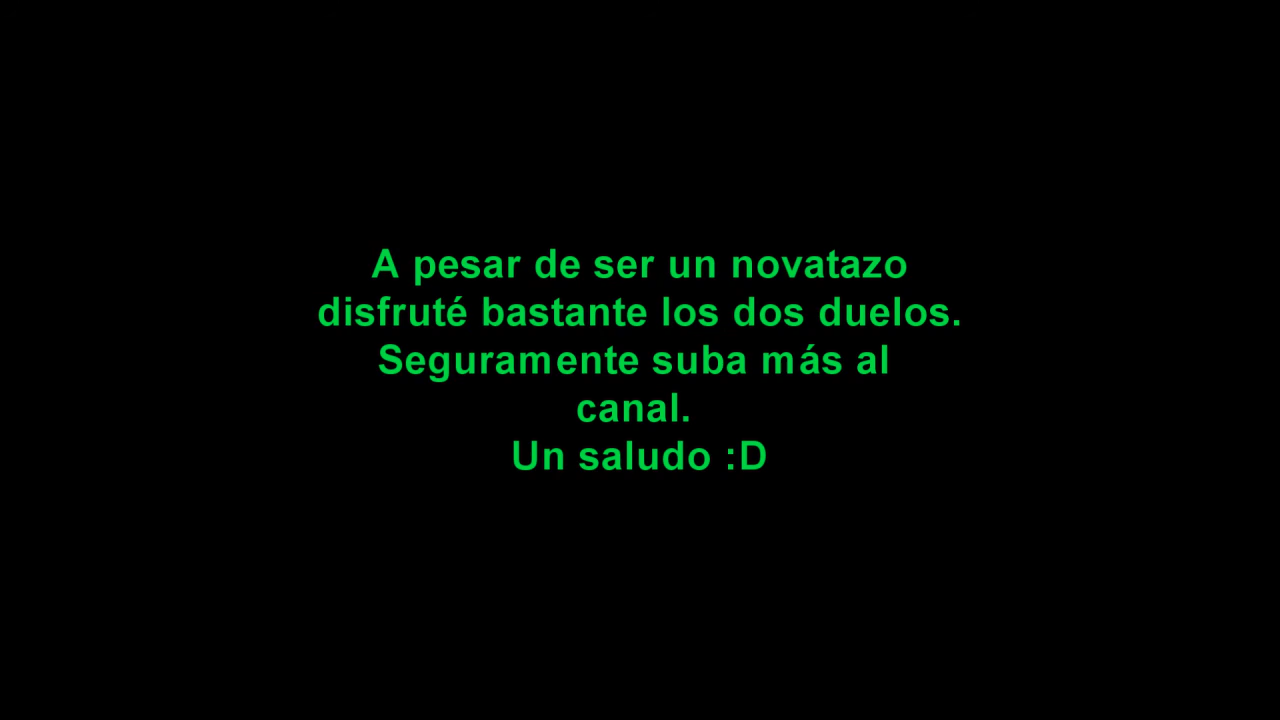 A pesar de ser un novatazo
disfruté bastante los dos duelos.
Seguramente suba más al
canal.
Un saludo :D